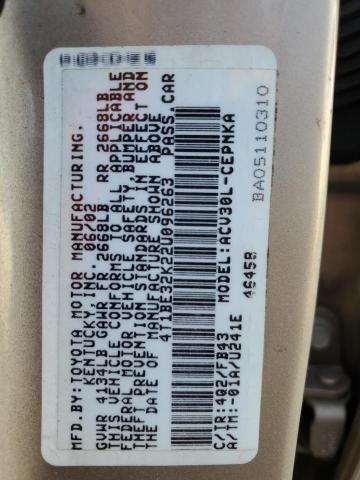 MFD.BY:TOYOTA MOTOR MANUFACTURING,
KENTUCKY,INC. 06/02
GVWR 4134LB GAWR FR 2668LB RR 2668LB
THIS VEHICLE CONFORMS TO ALL APPLICABLE
FEDERAL MOTOR VEHICLE SAFETY, BUMPER AND
THEFT PREVENTION STANDARDS IN EFFECT ON
THE DATE OF MANUFACTURE SHOWN ABOVE
4T1BE32K22U096263 PASS.CAR
MODEL:ACV30L-CEPNKA
C/TR:4Q2/FB43
A/TM:-01A/U241E 4645B
BA05110310